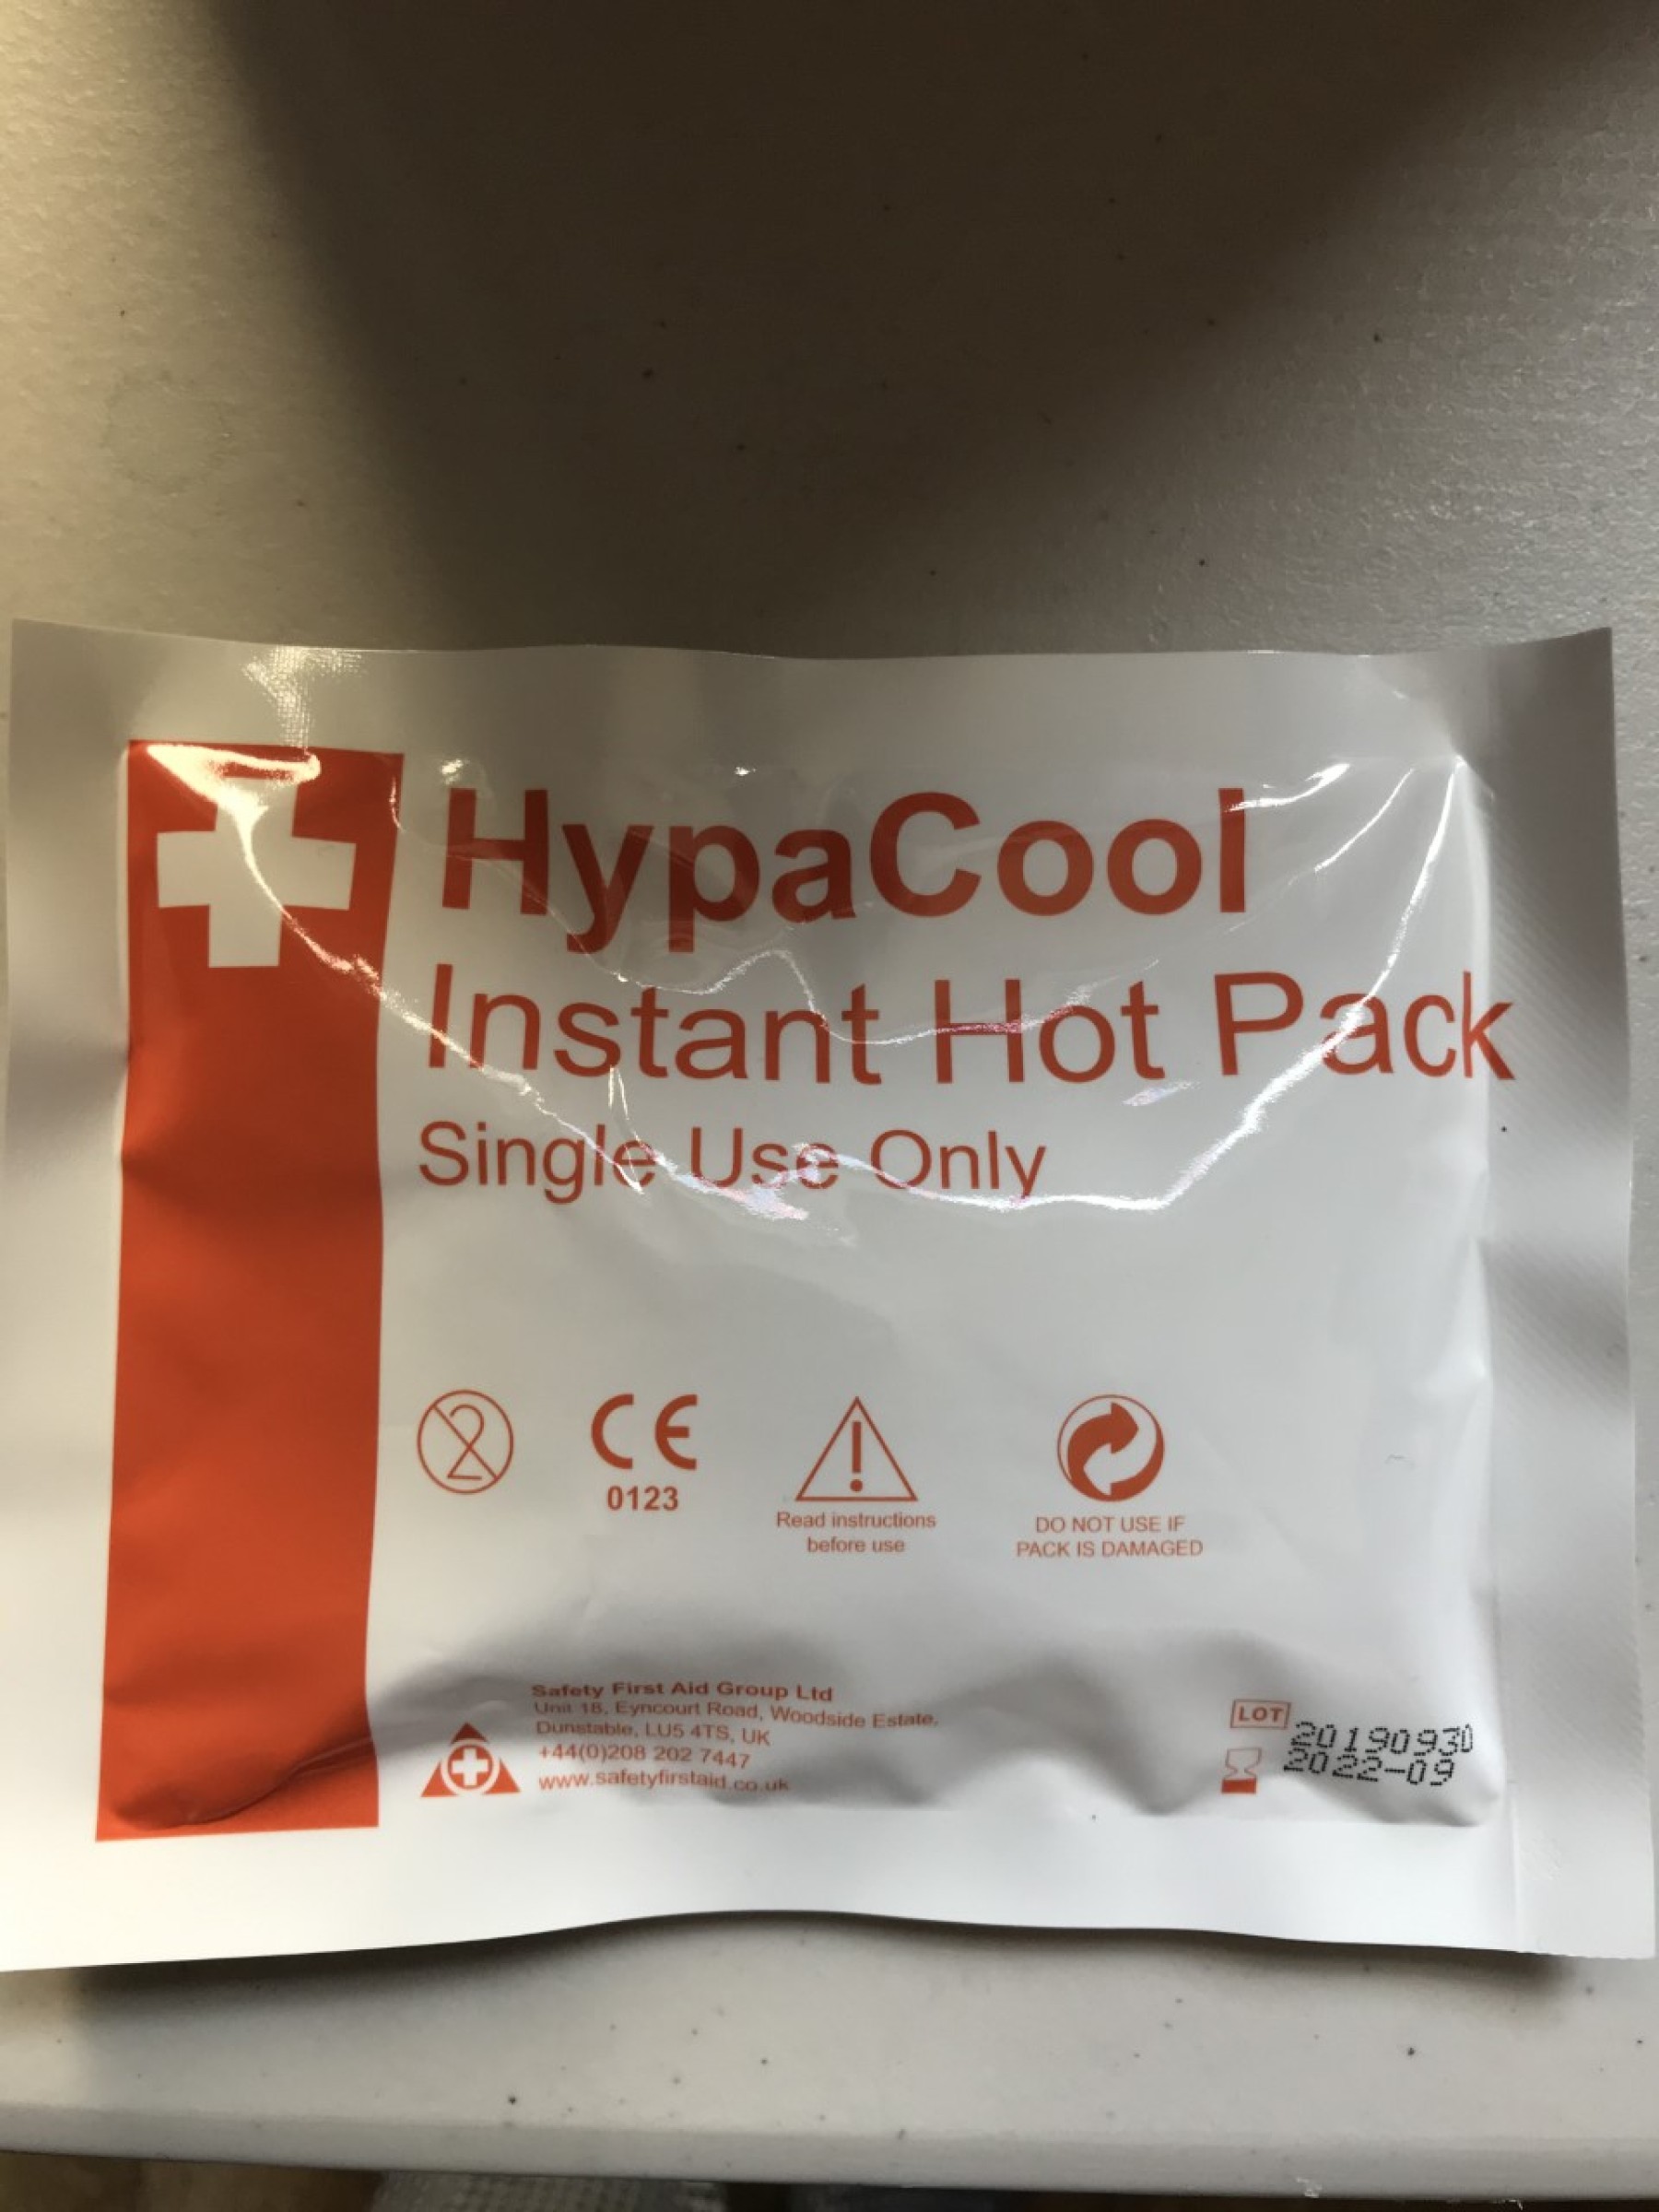 HypaCool
Instant Hot Pack
Single Use Only
2
CE
0123
Read instructions
before use
DO NOT USE IF
PACK IS DAMAGED
Safety First Aid Group Ltd
Unit 18, Eyncourt Road, Woodside Estate,
Dunstable, LU5 4TS, UK
+44(0)208 202 7447
www.safetyfirstaid.co.uk
LOT 20190930
2022-09